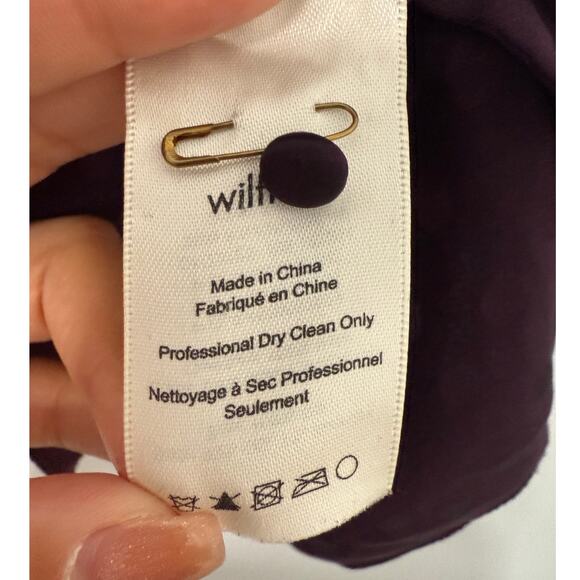 Made in China
Fabriqué en Chine
Professional Dry Clean Only
Nettoyage à Sec Professionnel
Seulement